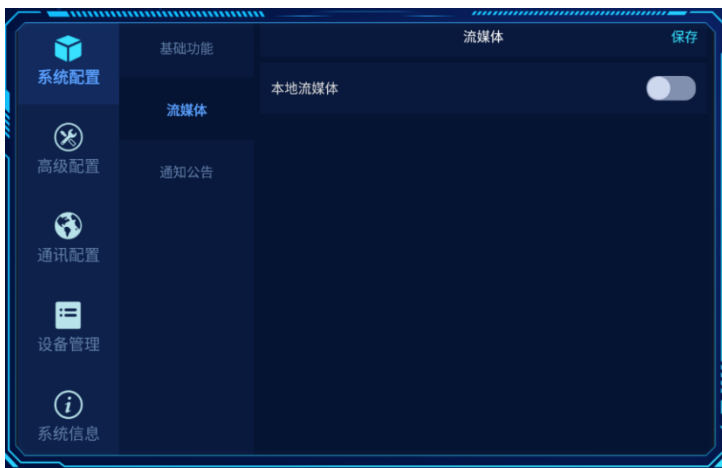 系统配置
高级配置
通讯配置
设备管理
系统信息
基础功能
流媒体
通知公告
流媒体
保存
本地流媒体